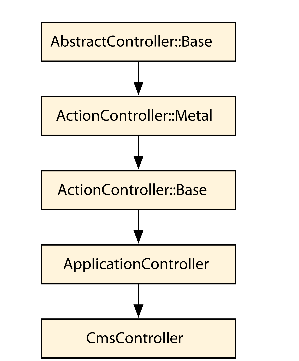 AbstractController::Base
ActionController::Metal
ActionController::Base
ApplicationController
CmsController